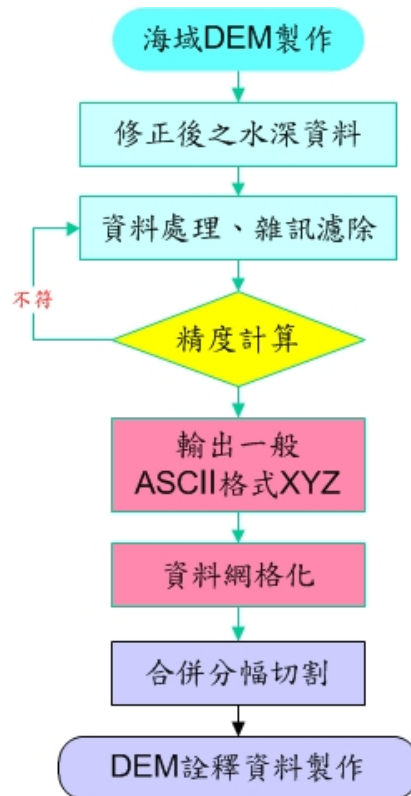 海域DEM製作
修正後之水深資料
資料處理、雜訊濾除
不符
精度計算
輸出一般
ASCII格式XYZ
資料網格化
合併分幅切割
DEM詮釋資料製作